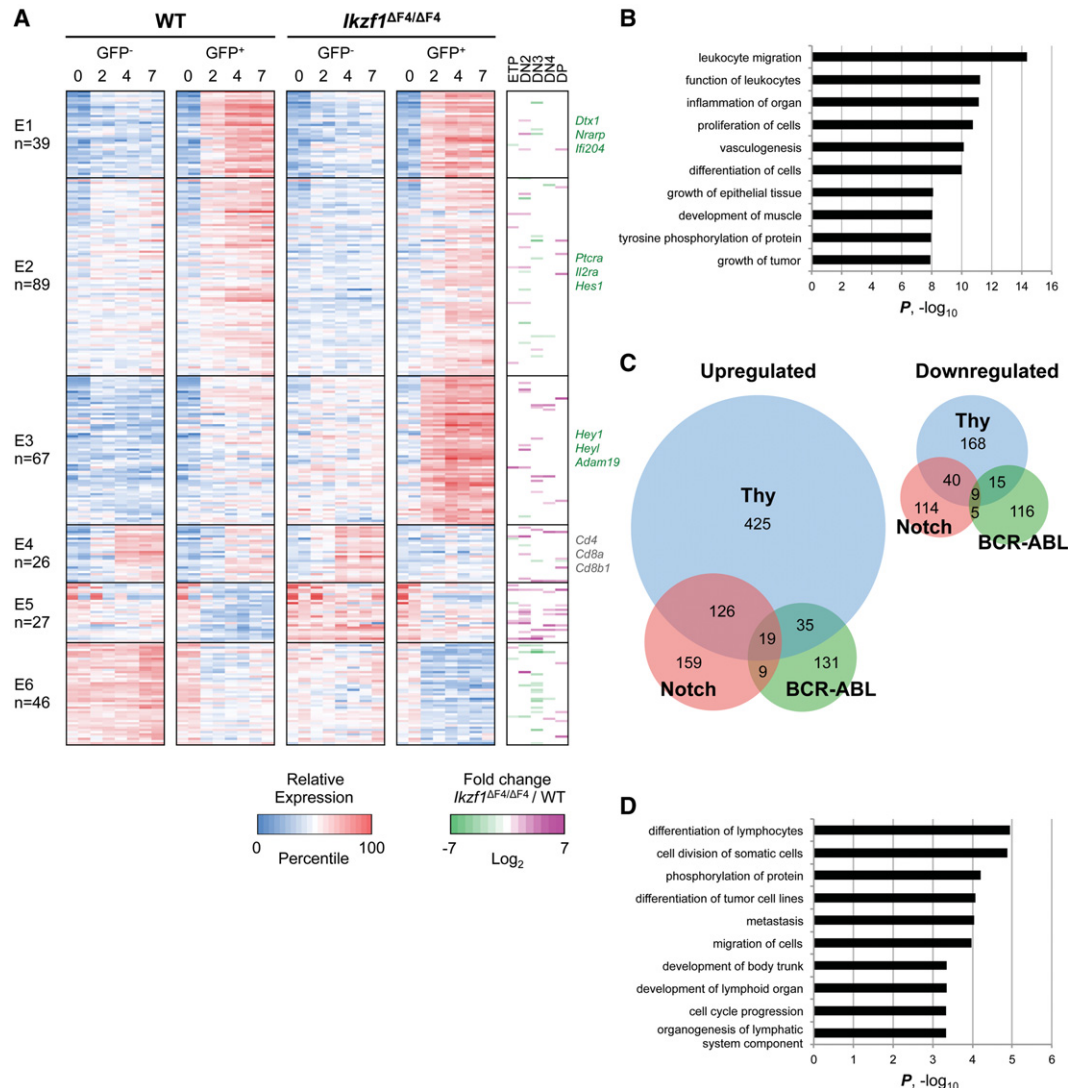 A
WT
Ikzf1ΔF4/ΔF4
GFP-
GFP+
GFP-
GFP+
0 2 4 7
0 2 4 7
0 2 4 7
0 2 4 7
ETP
DN2
DN3
DN4
DP
E1
n=39
Dtx1
Nrarp
Ifi204
E2
n=89
Ptcra
Il2ra
Hes1
E3
n=67
Hey1
Heyl
Adam19
E4
n=26
Cd4
Cd8a
Cd8b1
E5
n=27
E6
n=46
Relative
Expression
0 100
Percentile
Fold change
Ikzf1ΔF4/ΔF4 / WT
-7 7
Log2
B
leukocyte migration
function of leukocytes
inflammation of organ
proliferation of cells
vasculogenesis
differentiation of cells
growth of epithelial tissue
development of muscle
tyrosine phosphorylation of protein
growth of tumor
0 2 4 6 8 10 12 14 16
P, -log10
C
Upregulated
Thy
425
126
19
35
159
9
131
Notch
BCR-ABL
Downregulated
Thy
168
40
9
15
114
5
116
Notch
BCR-ABL
D
differentiation of lymphocytes
cell division of somatic cells
phosphorylation of protein
differentiation of tumor cell lines
metastasis
migration of cells
development of body trunk
development of lymphoid organ
cell cycle progression
organogenesis of lymphatic
system component
0 1 2 3 4 5 6
P, -log10